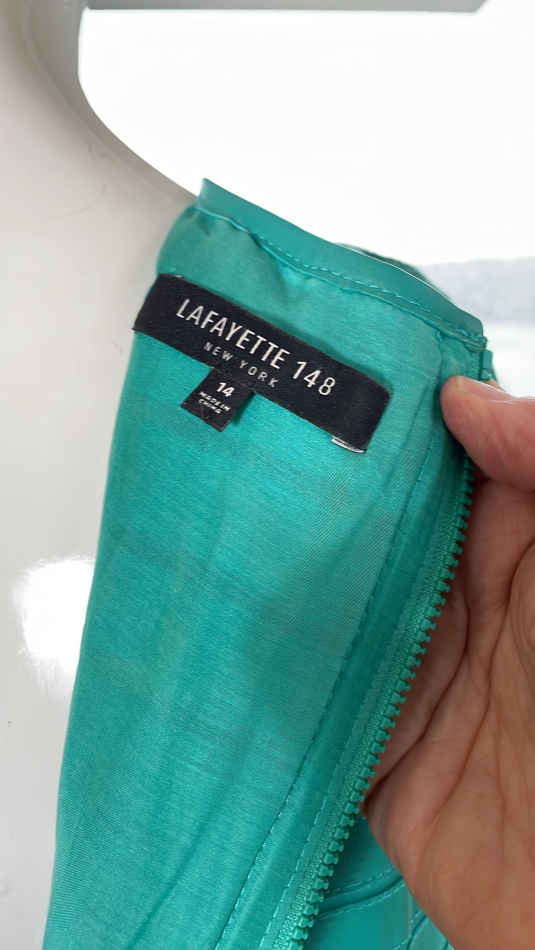 LAFAYETTE 148
NEW YORK
14
MADE IN
CHINA